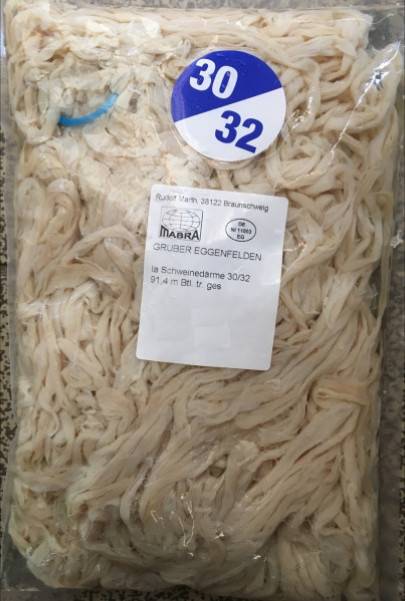 30
32
Rudolf Marth, 38122 Braunschweig
MABRA
DE
NI 11003
EG
GRUBER EGGENFELDEN
Ia Schweinedärme 30/32
91,4 m Btl. tr. ges